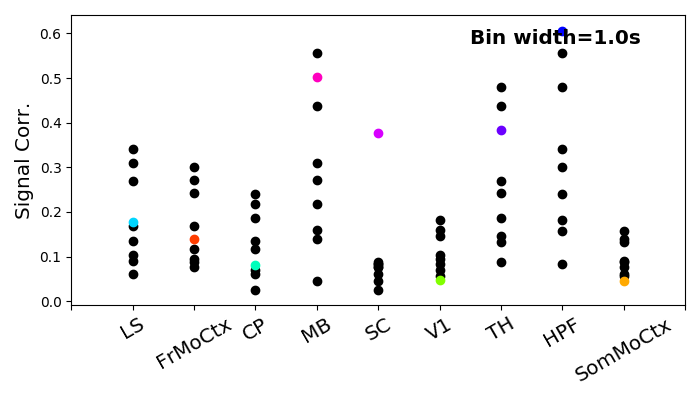 Bin width=1.0s
Signal Corr.
0.6
0.5
0.4
0.3
0.2
0.1
0.0
LS
FrMoCtx
CP
MB
SC
V1
TH
HPF
SomMoCtx